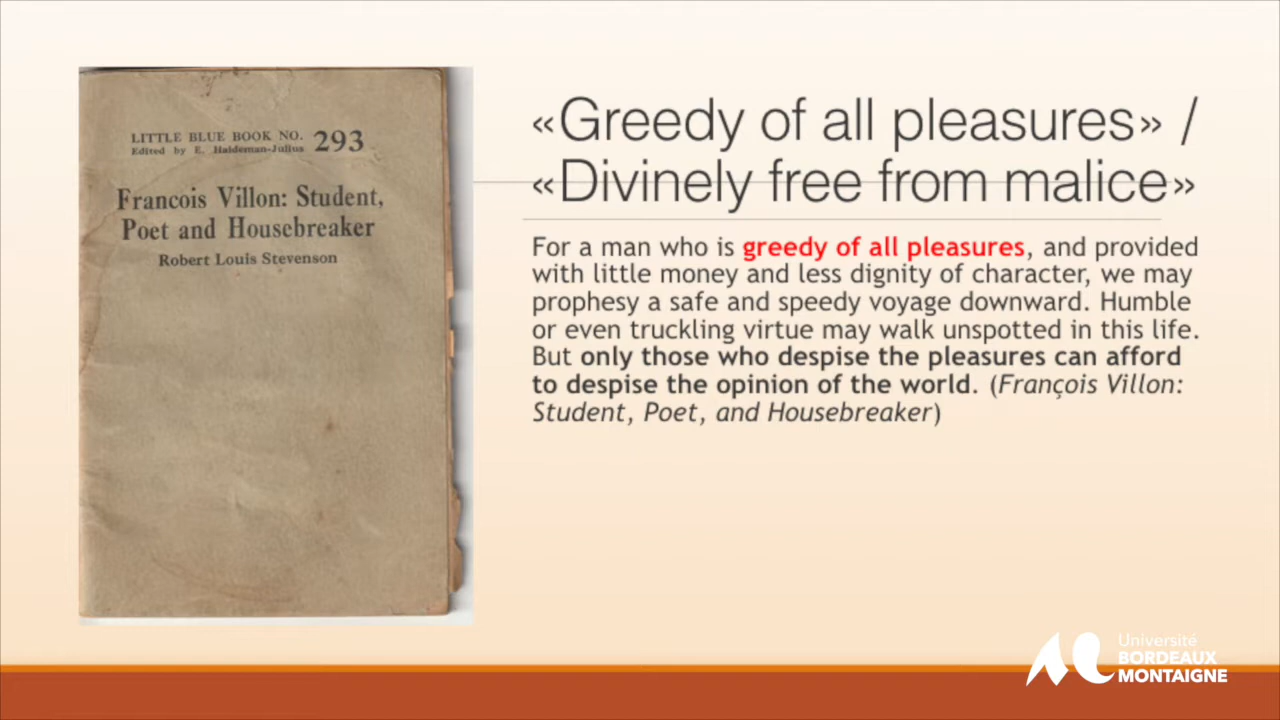 LITTLE BLUE BOOK NO. 293
Edited by E. Haldeman-Julius
Francois Villon: Student,
Poet and Housebreaker
Robert Louis Stevenson
«Greedy of all pleasures» /
«Divinely free from malice»
For a man who is greedy of all pleasures, and provided
with little money and less dignity of character, we may
prophesy a safe and speedy voyage downward. Humble
or even truckling virtue may walk unspotted in this life.
But only those who despise the pleasures can afford
to despise the opinion of the world. (François Villon:
Student, Poet, and Housebreaker)
Université
BORDEAUX
MONTAIGNE